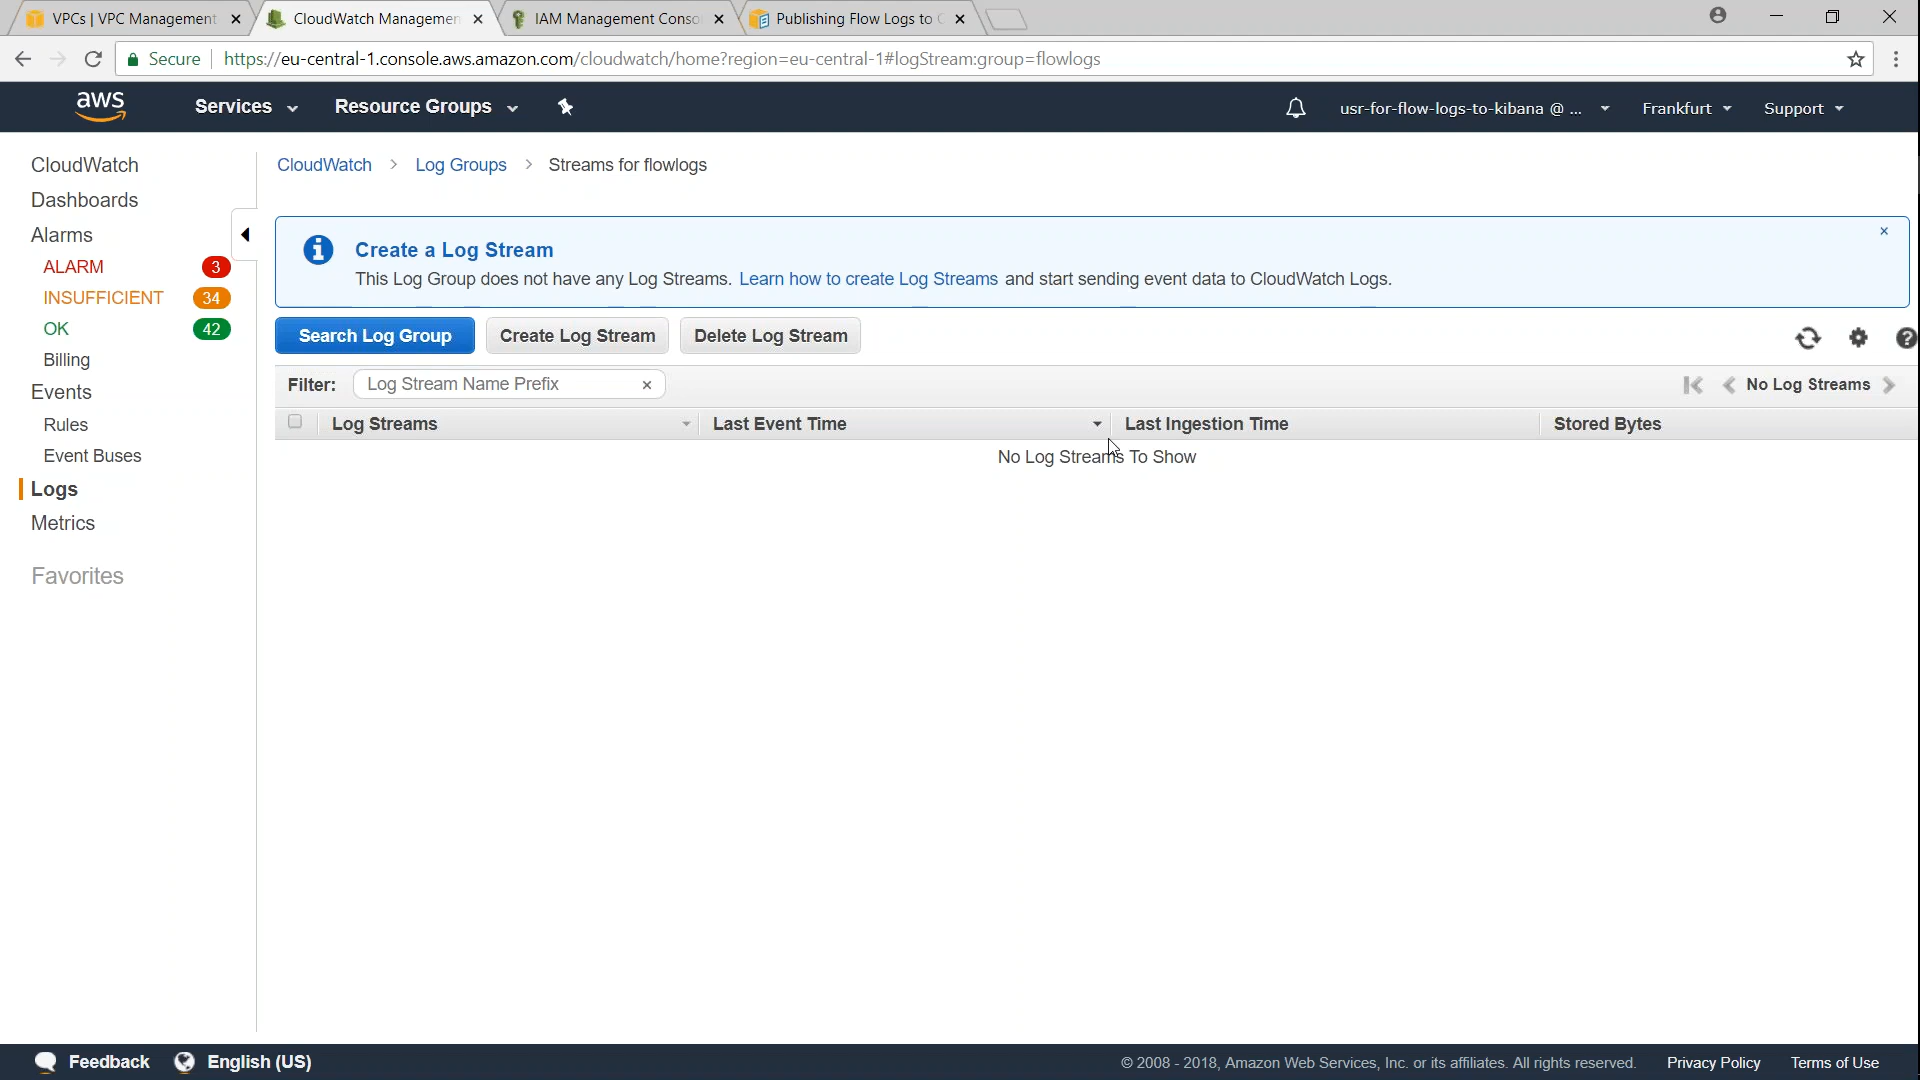 VPCs | VPC Management
CloudWatch Managemen
IAM Management Conso
Publishing Flow Logs to C
Secure
https://eu-central-1.console.aws.amazon.com/cloudwatch/home?region=eu-central-1#logStream:group=flowlogs
aws
Services
Resource Groups
usr-for-flow-logs-to-kibana @ ...
Frankfurt
Support
CloudWatch
Dashboards
Alarms
ALARM 3
INSUFFICIENT 34
OK 42
Billing
Events
Rules
Event Buses
Logs
Metrics
Favorites
CloudWatch > Log Groups > Streams for flowlogs
Create a Log Stream
This Log Group does not have any Log Streams. Learn how to create Log Streams and start sending event data to CloudWatch Logs.
Search Log Group
Create Log Stream
Delete Log Stream
Filter: Log Stream Name Prefix
No Log Streams
Log Streams
Last Event Time
Last Ingestion Time
Stored Bytes
No Log Streams To Show
Feedback
English (US)
© 2008 - 2018, Amazon Web Services, Inc. or its affiliates. All rights reserved.
Privacy Policy
Terms of Use